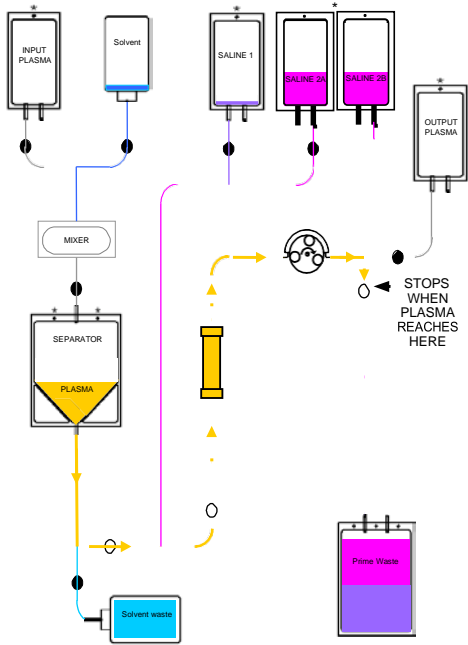 *
INPUT
PLASMA
Solvent
*
SALINE 1
*
SALINE 2A
SALINE 2B
*
OUTPUT
PLASMA
MIXER
STOPS
WHEN
PLASMA
REACHES
HERE
* *
SEPARATOR
PLASMA
* *
Prime Waste
Solvent waste